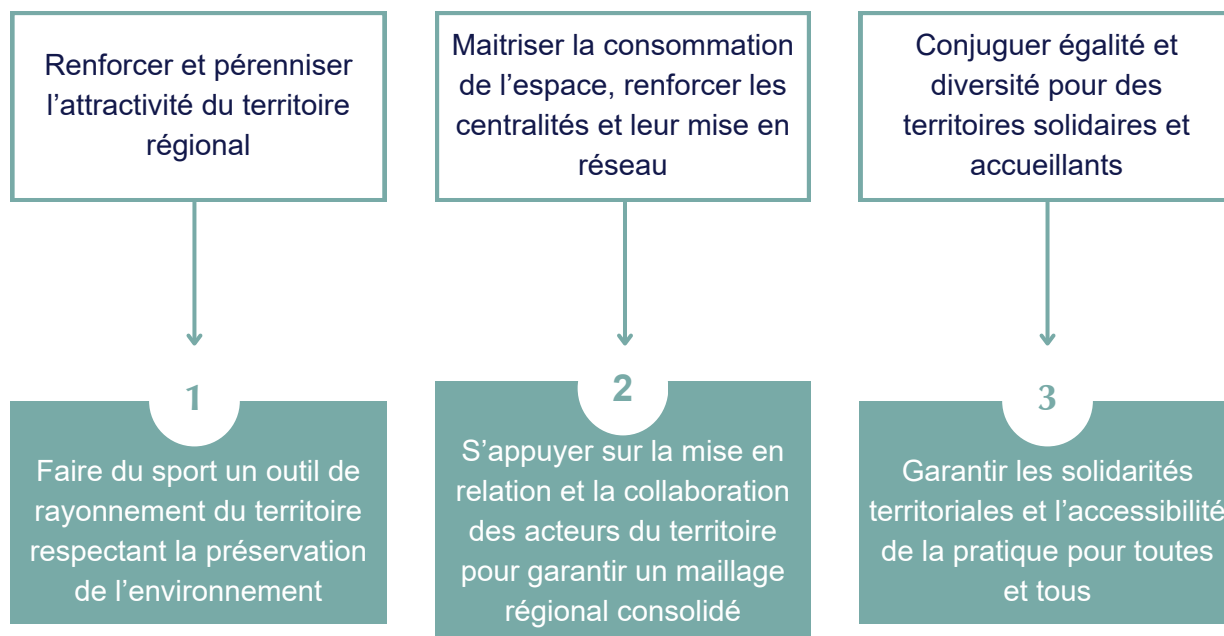 Renforcer et pérenniser
l’attractivité du territoire
régional
Maitriser la consommation
de l’espace, renforcer les
centralités et leur mise en
réseau
Conjuguer égalité et
diversité pour des
territoires solidaires et
accueillants
1
Faire du sport un outil de
rayonnement du territoire
respectant la préservation
de l’environnement
2
S’appuyer sur la mise en
relation et la collaboration
des acteurs du territoire
pour garantir un maillage
régional consolidé
3
Garantir les solidarités
territoriales et l’accessibilité
de la pratique pour toutes
et tous